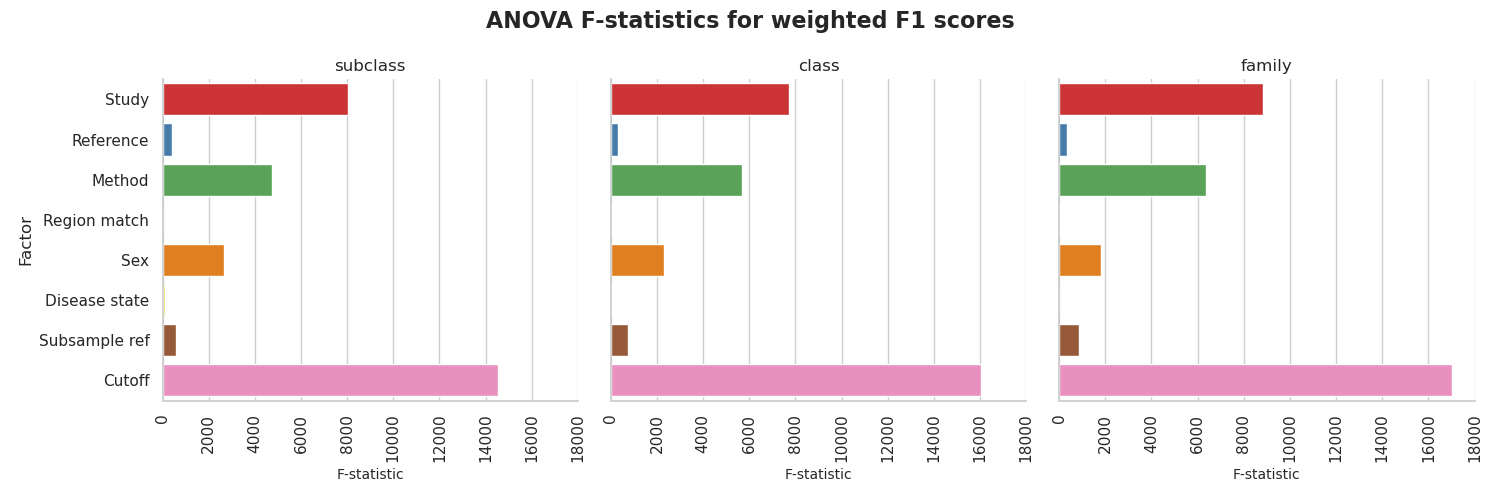 ANOVA F-statistics for weighted F1 scores
subclass
class
family
Factor
Study
Reference
Method
Region match
Sex
Disease state
Subsample ref
Cutoff
0 2000 4000 6000 8000 10000 12000 14000 16000 18000
0 2000 4000 6000 8000 10000 12000 14000 16000 18000
0 2000 4000 6000 8000 10000 12000 14000 16000 18000
F-statistic
F-statistic
F-statistic